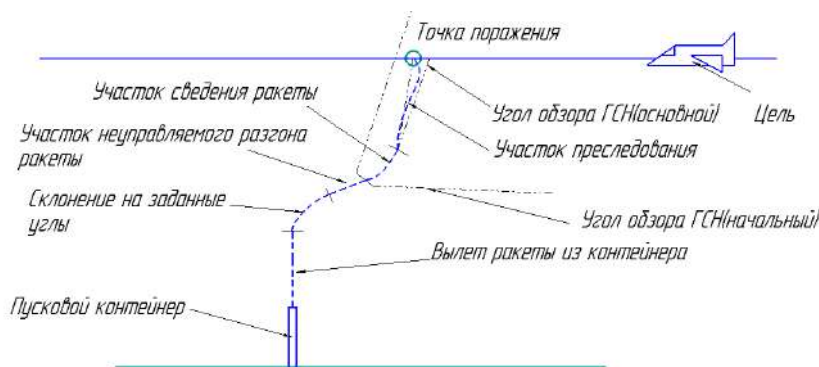 Точка поражения
Участок сведения ракеты
Угол обзора ГСН(основной)
Цель
Участок неуправляемого разгона
ракеты
Участок преследования
Склонение на заданные
углы
Угол обзора ГСН(начальный)
Вылет ракеты из контейнера
Пусковой контейнер